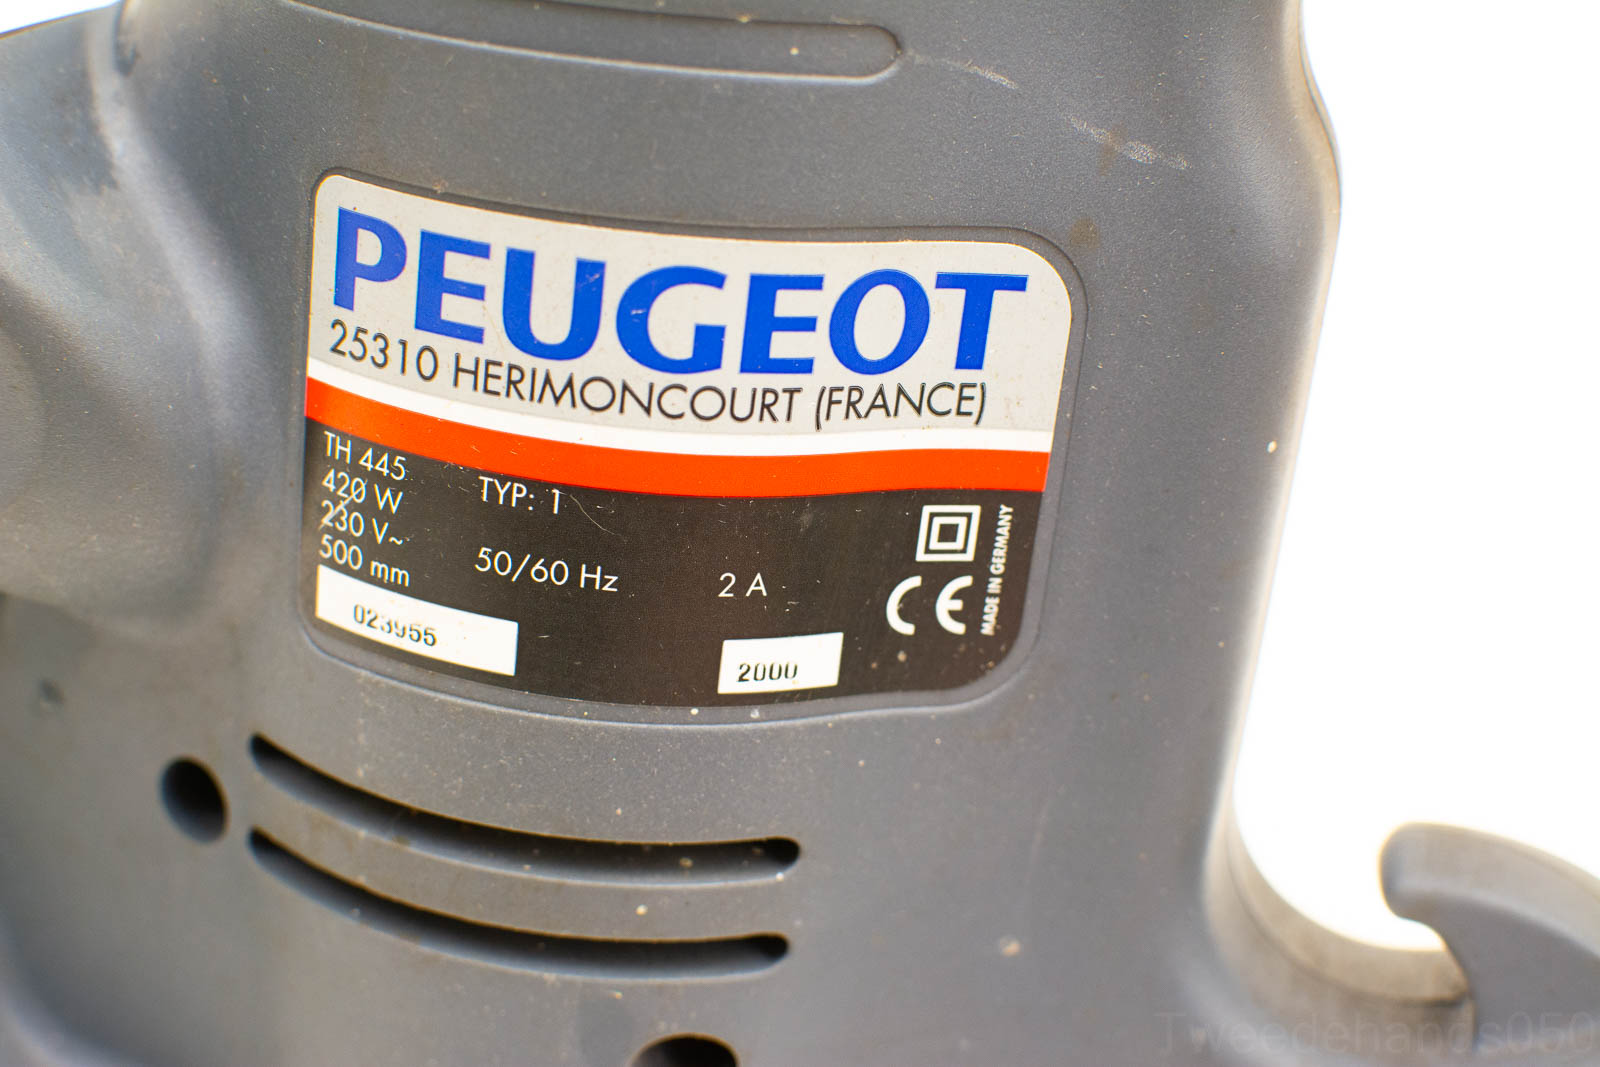 PEUGEOT
25310 HERIMONCOURT (FRANCE)
TH 445
420 W TYP: 1
230 V~
500 mm 50/60 Hz 2 A
CE
MADE IN GERMANY
023955
2000
Tweedehands050